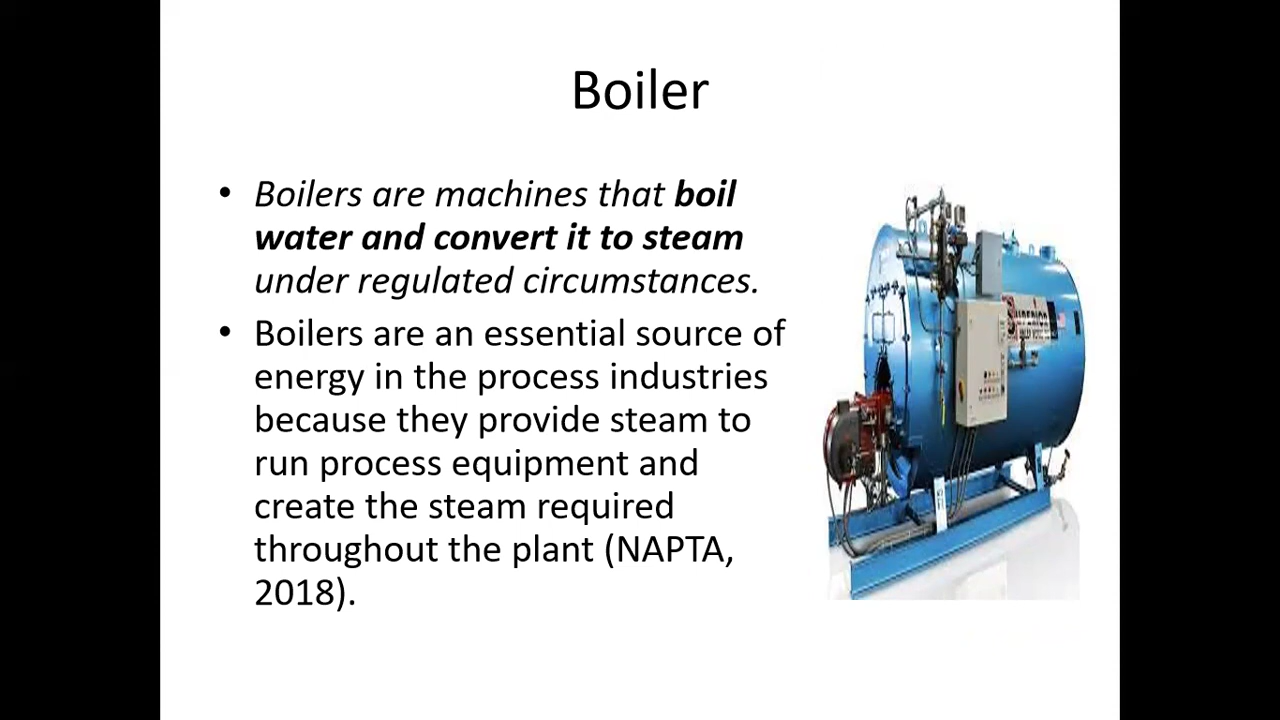 Boiler
• Boilers are machines that boil
water and convert it to steam
under regulated circumstances.
• Boilers are an essential source of
energy in the process industries
because they provide steam to
run process equipment and
create the steam required
throughout the plant (NAPTA,
2018).
SUPERIOR